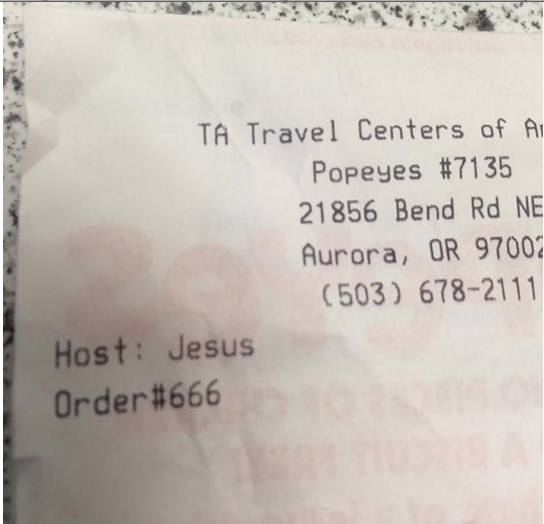 TA Travel Centers of
Popeyes #7135
21856 Bend Rd NE
Aurora, OR 97002
(503) 678-2111
Host: Jesus
Order#666